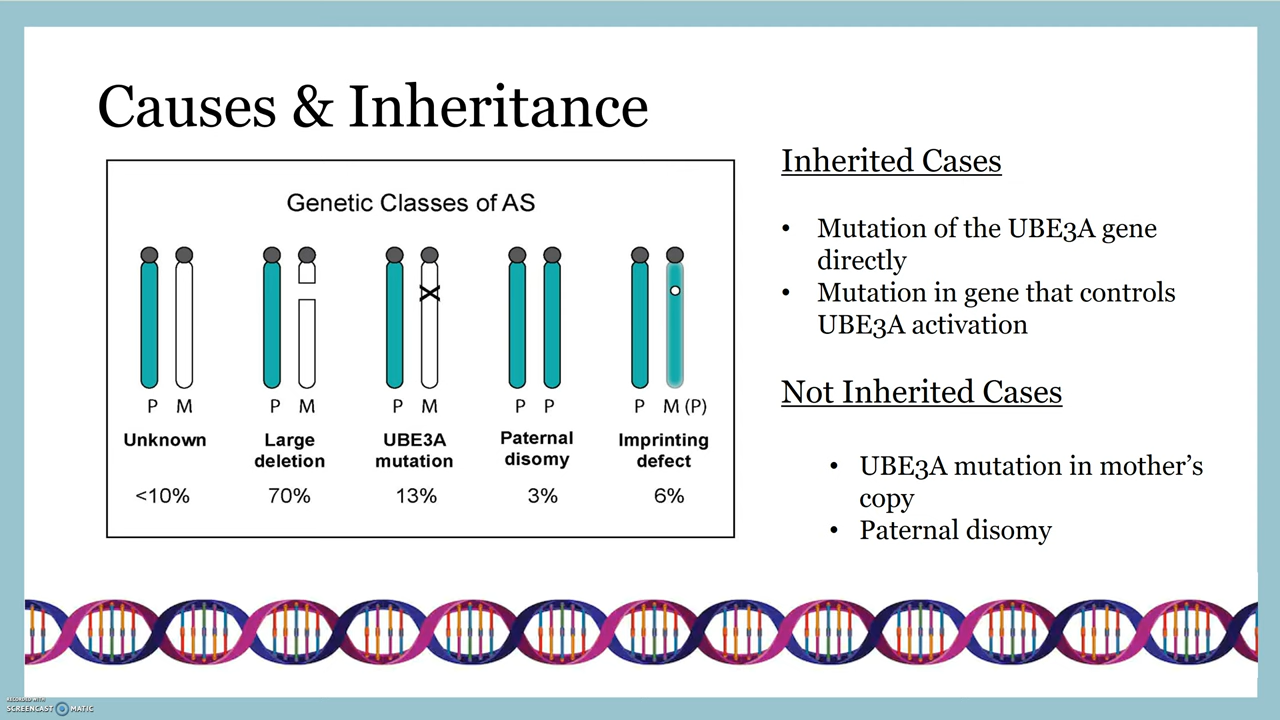 Causes & Inheritance
Genetic Classes of AS
P M
P M
P M
P P
P M (P)
Unknown
Large
deletion
UBE3A
mutation
Paternal
disomy
Imprinting
defect
<10%
70%
13%
3%
6%
Inherited Cases
• Mutation of the UBE3A gene
directly
• Mutation in gene that controls
UBE3A activation
Not Inherited Cases
• UBE3A mutation in mother’s
copy
• Paternal disomy
RECORDED WITH
SCREENCAST MATIC